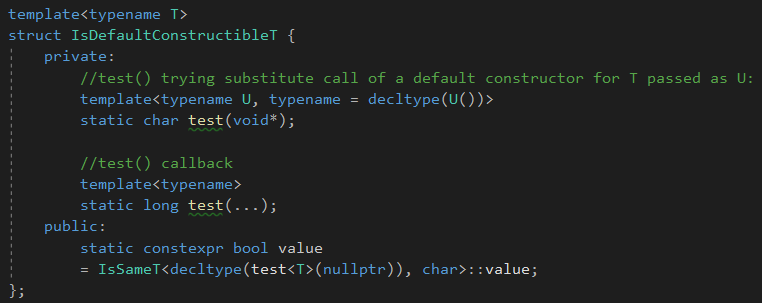 template<typename T>
struct IsDefaultConstructibleT {
    private:
        //test() trying substitute call of a default constructor for T passed as U:
        template<typename U, typename = decltype(U())>
        static char test(void*);

        //test() callback
        template<typename>
        static long test(...);
    public:
        static constexpr bool value
        = IsSameT<decltype(test<T>(nullptr)), char>::value;
};